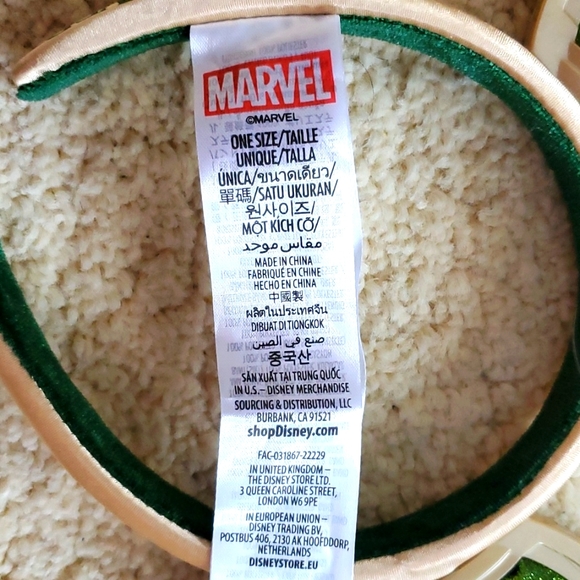 MARVEL
©MARVEL
ONE SIZE/TAILLE
UNIQUE/TALLA
ÚNICA/ขนาดเดียว/
單碼/SATU UKURAN/
원사이즈/
MỘT KÍCH CỠ/
مقاس موحد
MADE IN CHINA
FABRIQUÉ EN CHINE
HECHO EN CHINA
中國製
ผลิตในประเทศจีน
DIBUAT DI TIONGKOK
صنع في الصين
중국산
SẢN XUẤT TẠI TRUNG QUỐC
IN U.S. – DISNEY MERCHANDISE
SOURCING & DISTRIBUTION, LLC
BURBANK, CA 91521
shopDisney.com
FAC-031867-22229
IN UNITED KINGDOM –
THE DISNEY STORE LTD.
3 QUEEN CAROLINE STREET,
LONDON W6 9PE
IN EUROPEAN UNION –
DISNEY TRADING BV,
POSTBUS 406, 2130 AK HOOFDDORP,
NETHERLANDS
DISNEYSTORE.EU